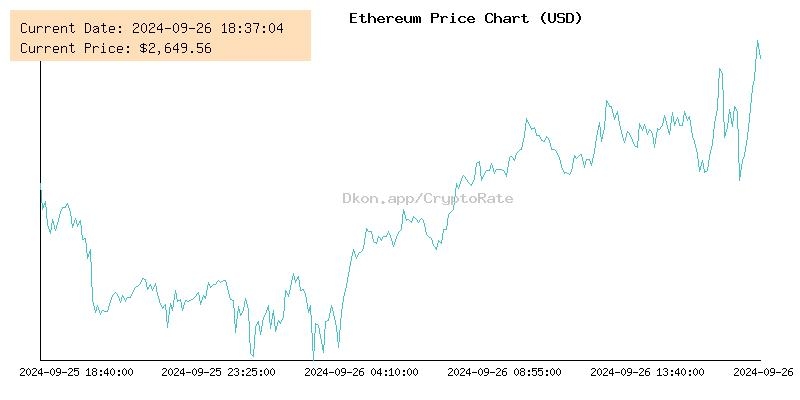 Ethereum Price Chart (USD)
Current Date: 2024-09-26 18:37:04
Current Price: $2,649.56
Dkon.app/CryptoRate
2024-09-25 18:40:00 2024-09-25 23:25:00 2024-09-26 04:10:00 2024-09-26 08:55:00 2024-09-26 13:40:00 2024-09-26